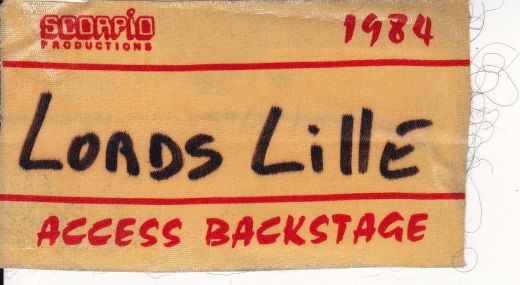 SCORPIO 1984
PRODUCTIONS
LORDS LillE
ACCESS BACKSTAGE